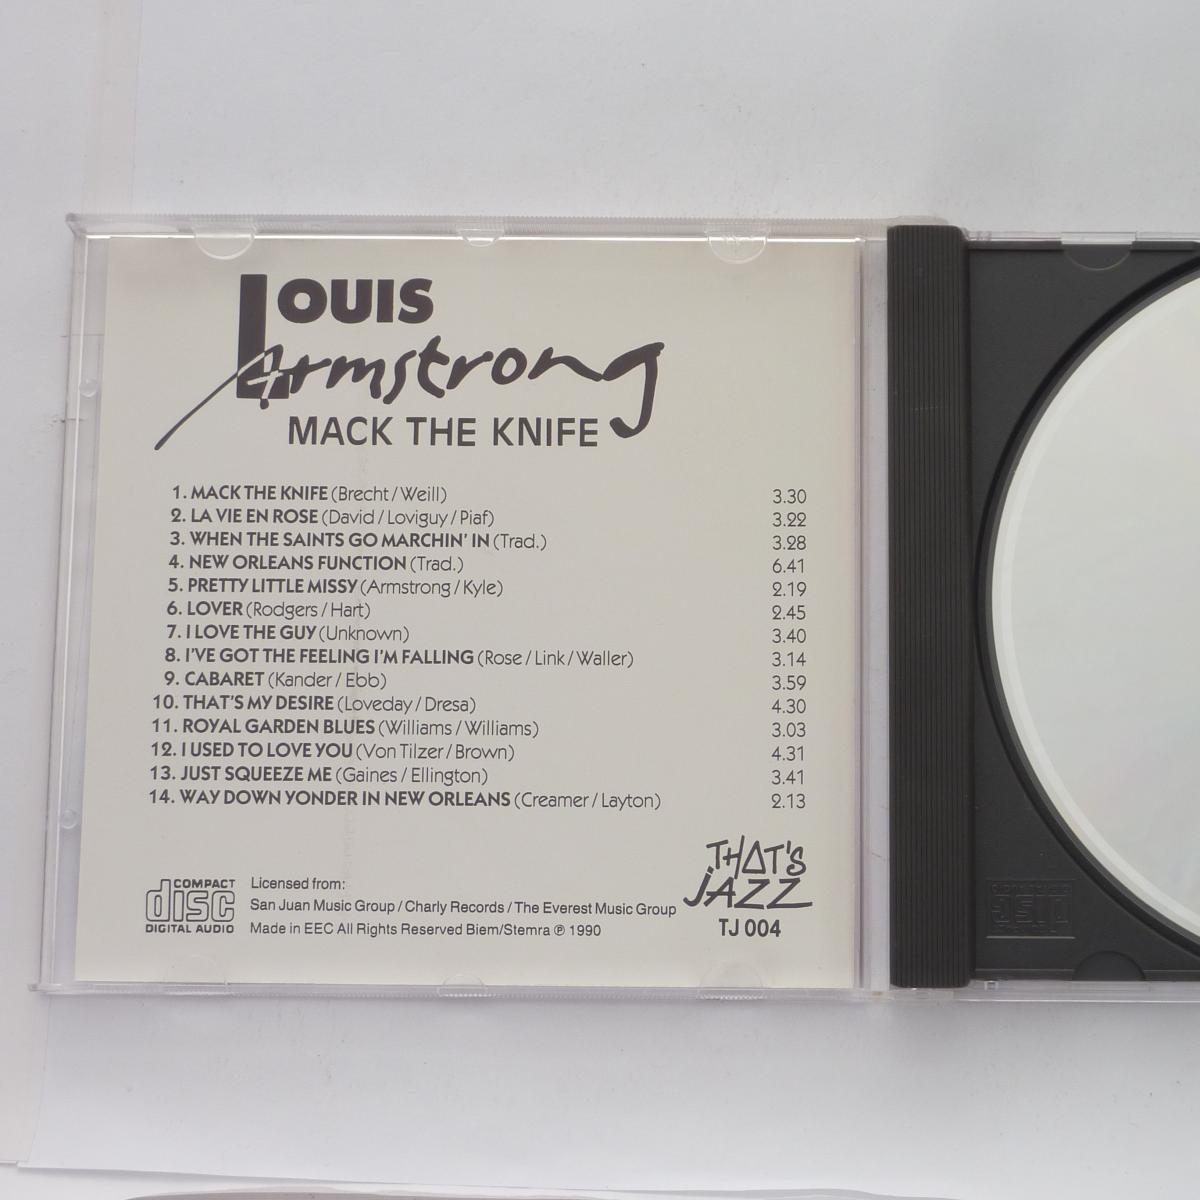 LOUIS
Armstrong
MACK THE KNIFE
1. MACK THE KNIFE (Brecht / Weill) 3.30
2. LA VIE EN ROSE (David / Loviguy / Piaf) 3.22
3. WHEN THE SAINTS GO MARCHIN' IN (Trad.) 3.28
4. NEW ORLEANS FUNCTION (Trad.) 6.41
5. PRETTY LITTLE MISSY (Armstrong / Kyle) 2.19
6. LOVER (Rodgers / Hart) 2.45
7. I LOVE THE GUY (Unknown) 3.40
8. I'VE GOT THE FEELING I'M FALLING (Rose / Link / Waller) 3.14
9. CABARET (Kander / Ebb) 3.59
10. THAT'S MY DESIRE (Loveday / Dresa) 4.30
11. ROYAL GARDEN BLUES (Williams / Williams) 3.03
12. I USED TO LOVE YOU (Von Tilzer / Brown) 4.31
13. JUST SQUEEZE ME (Gaines / Ellington) 3.41
14. WAY DOWN YONDER IN NEW ORLEANS (Creamer / Layton) 2.13
COMPACT
disc
DIGITAL AUDIO
Licensed from:
San Juan Music Group / Charly Records / The Everest Music Group
Made in EEC All Rights Reserved Biem/Stemra ℗ 1990
THAT'S
JAZZ
TJ 004